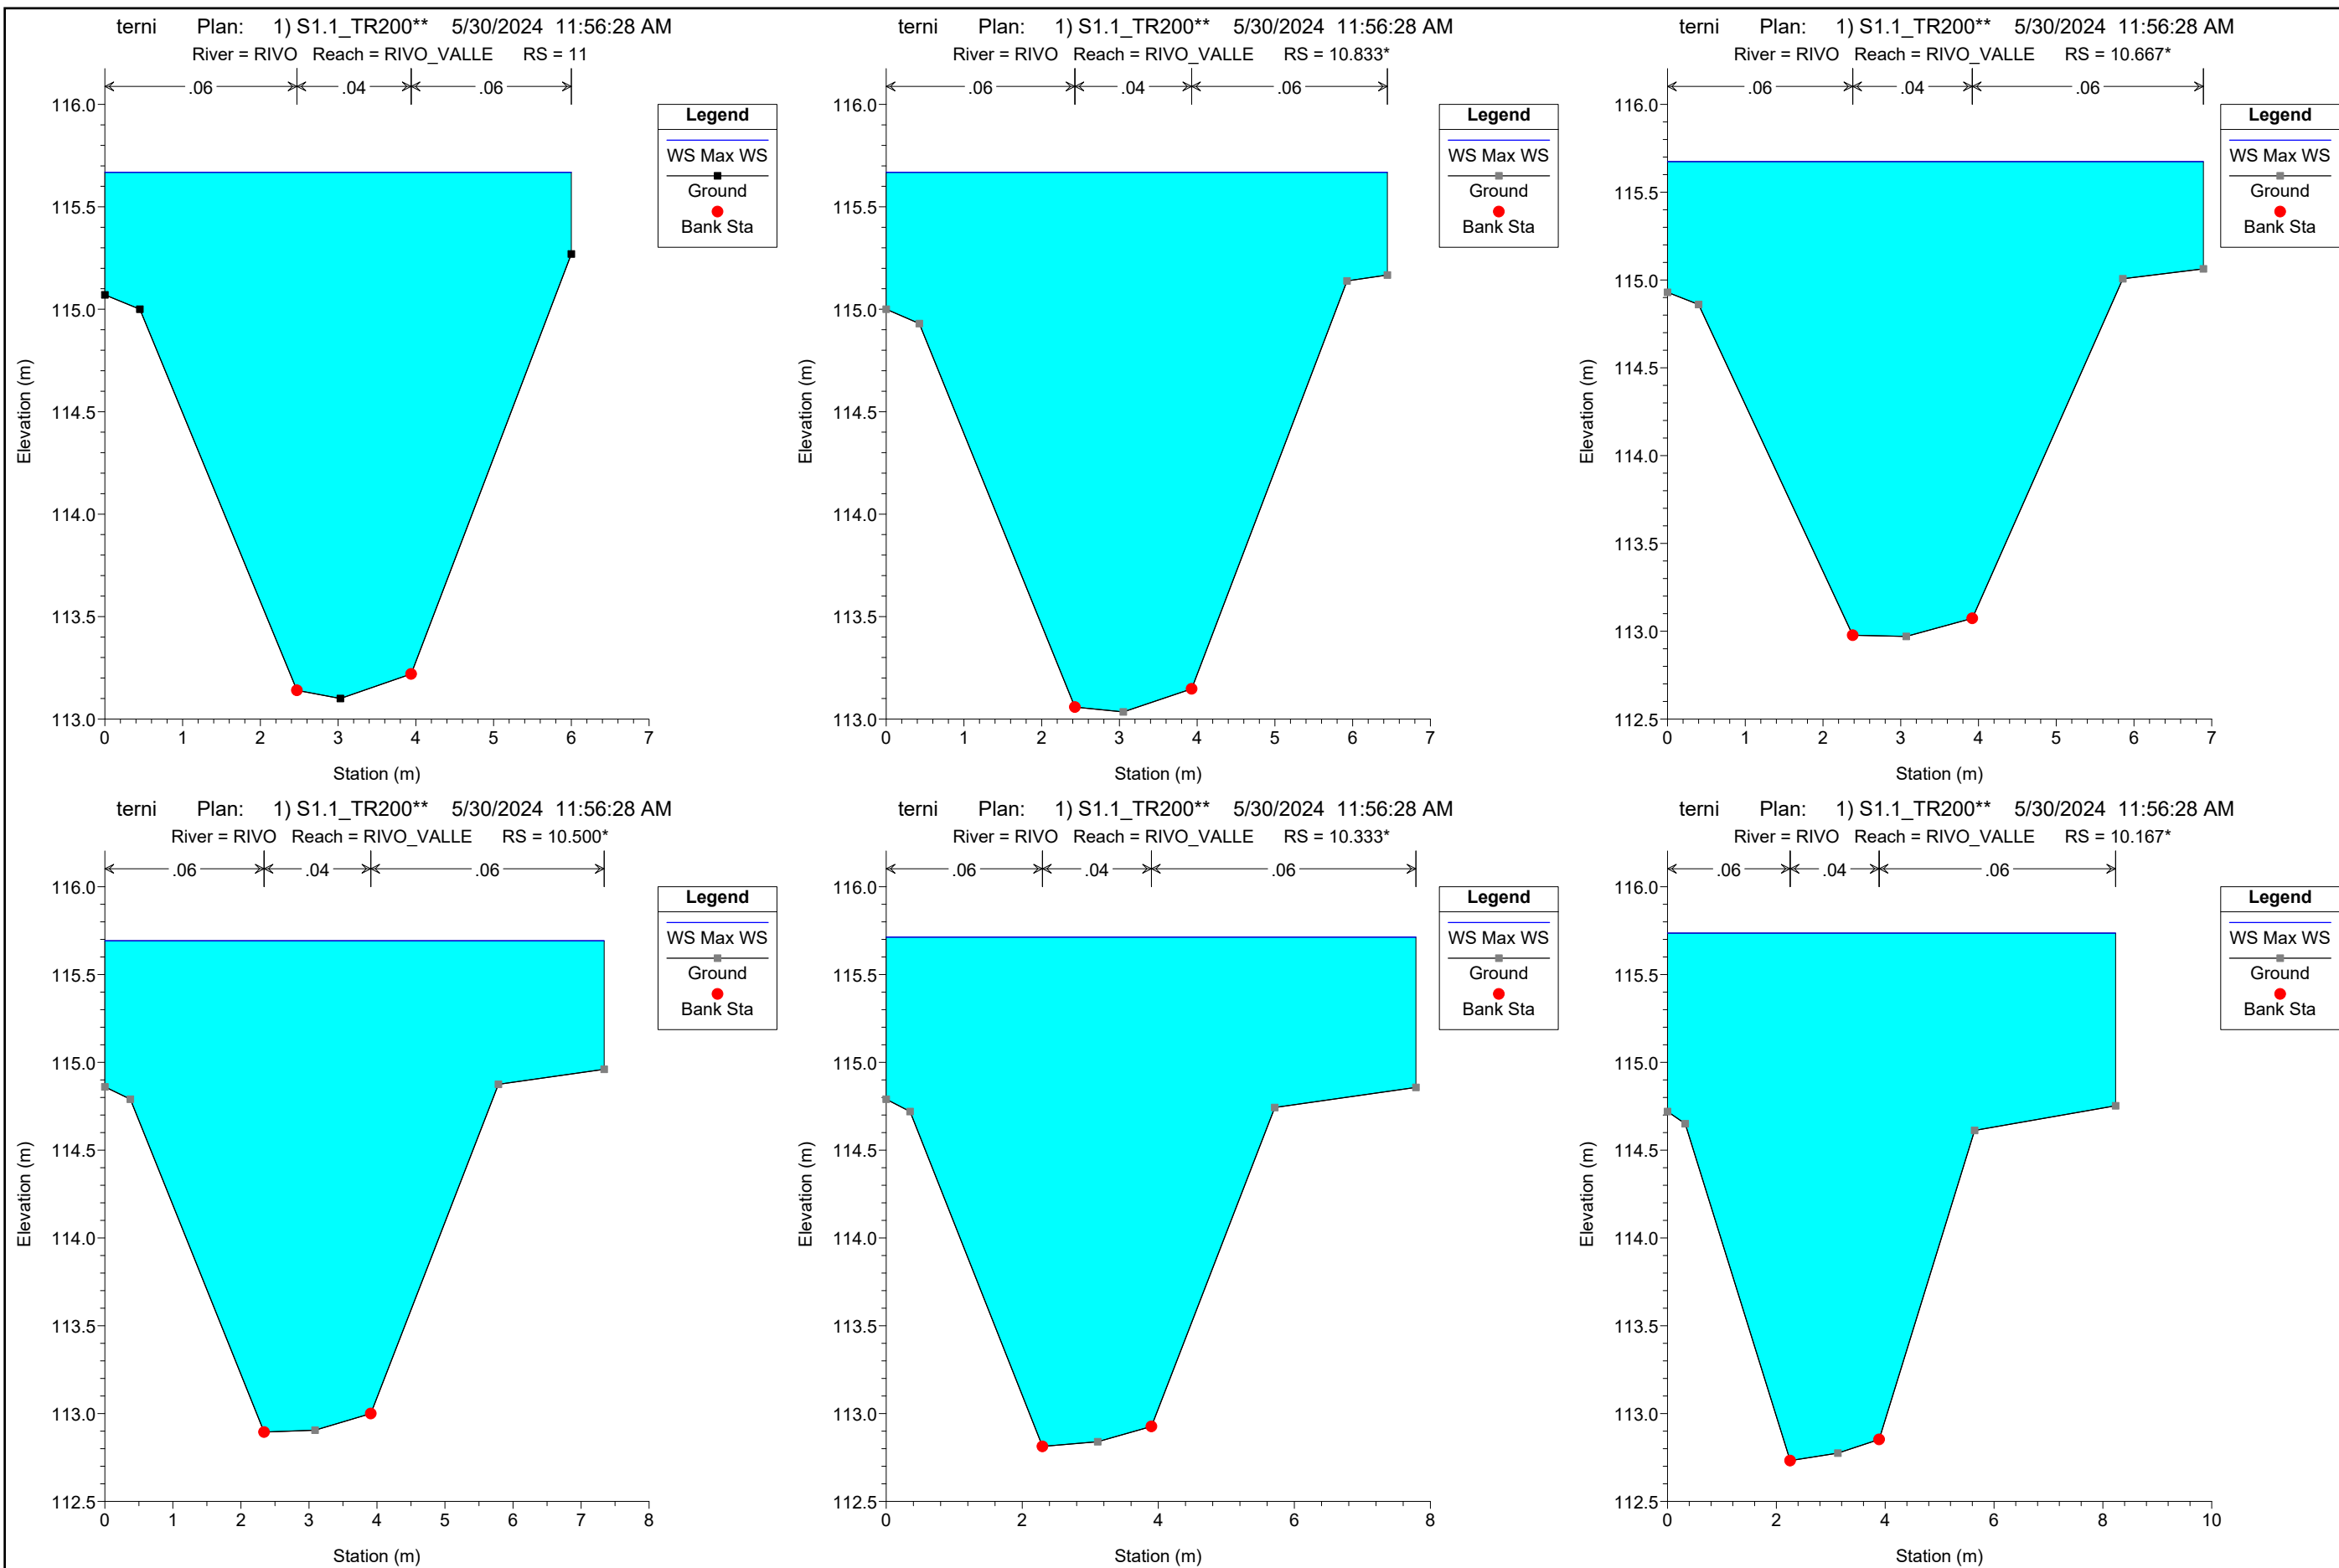 terni Plan: 1) S1.1_TR200** 5/30/2024 11:56:28 AM
River = RIVO Reach = RIVO_VALLE RS = 11
.06 .04 .06
116.0
115.5
115.0
114.5
114.0
113.5
113.0
0 1 2 3 4 5 6 7
Station (m)
Elevation (m)
Legend
WS Max WS
Ground
Bank Sta
terni Plan: 1) S1.1_TR200** 5/30/2024 11:56:28 AM
River = RIVO Reach = RIVO_VALLE RS = 10.833*
.06 .04 .06
116.0
115.5
115.0
114.5
114.0
113.5
113.0
0 1 2 3 4 5 6 7
Station (m)
Elevation (m)
Legend
WS Max WS
Ground
Bank Sta
terni Plan: 1) S1.1_TR200** 5/30/2024 11:56:28 AM
River = RIVO Reach = RIVO_VALLE RS = 10.667*
.06 .04 .06
116.0
115.5
115.0
114.5
114.0
113.5
113.0
112.5
0 1 2 3 4 5 6 7
Station (m)
Elevation (m)
Legend
WS Max WS
Ground
Bank Sta
terni Plan: 1) S1.1_TR200** 5/30/2024 11:56:28 AM
River = RIVO Reach = RIVO_VALLE RS = 10.500*
.06 .04 .06
116.0
115.5
115.0
114.5
114.0
113.5
113.0
112.5
0 1 2 3 4 5 6 7 8
Station (m)
Elevation (m)
Legend
WS Max WS
Ground
Bank Sta
terni Plan: 1) S1.1_TR200** 5/30/2024 11:56:28 AM
River = RIVO Reach = RIVO_VALLE RS = 10.333*
.06 .04 .06
116.0
115.5
115.0
114.5
114.0
113.5
113.0
112.5
0 2 4 6 8
Station (m)
Elevation (m)
Legend
WS Max WS
Ground
Bank Sta
terni Plan: 1) S1.1_TR200** 5/30/2024 11:56:28 AM
River = RIVO Reach = RIVO_VALLE RS = 10.167*
.06 .04 .06
116.0
115.5
115.0
114.5
114.0
113.5
113.0
112.5
0 2 4 6 8 10
Station (m)
Elevation (m)
Legend
WS Max WS
Ground
Bank Sta